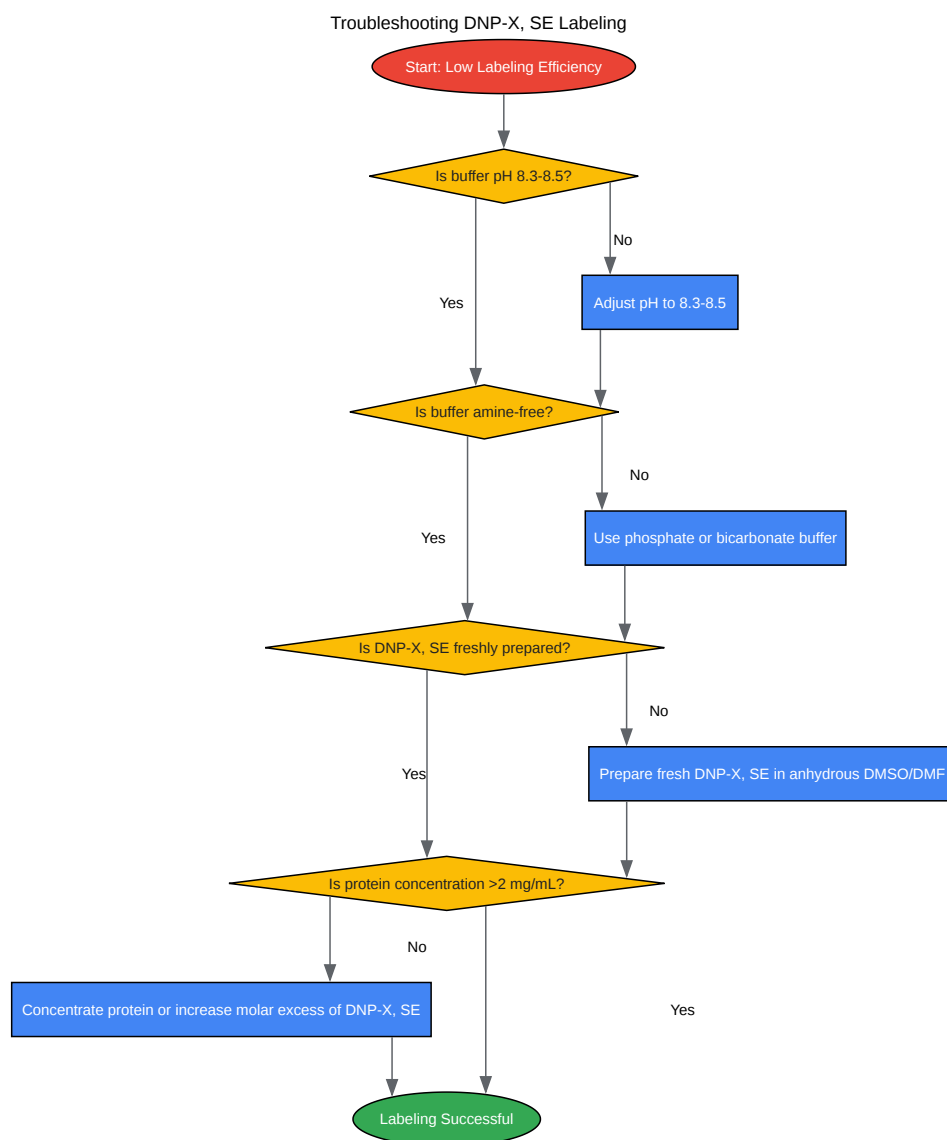 Troubleshooting DNP-X, SE Labeling
Start: Low Labeling Efficiency
Is buffer pH 8.3-8.5?
No
Yes
Adjust pH to 8.3-8.5
Is buffer amine-free?
No
Yes
Use phosphate or bicarbonate buffer
Is DNP-X, SE freshly prepared?
No
Yes
Prepare fresh DNP-X, SE in anhydrous DMSO/DMF
Is protein concentration >2 mg/mL?
No
Concentrate protein or increase molar excess of DNP-X, SE
Yes
Labeling Successful